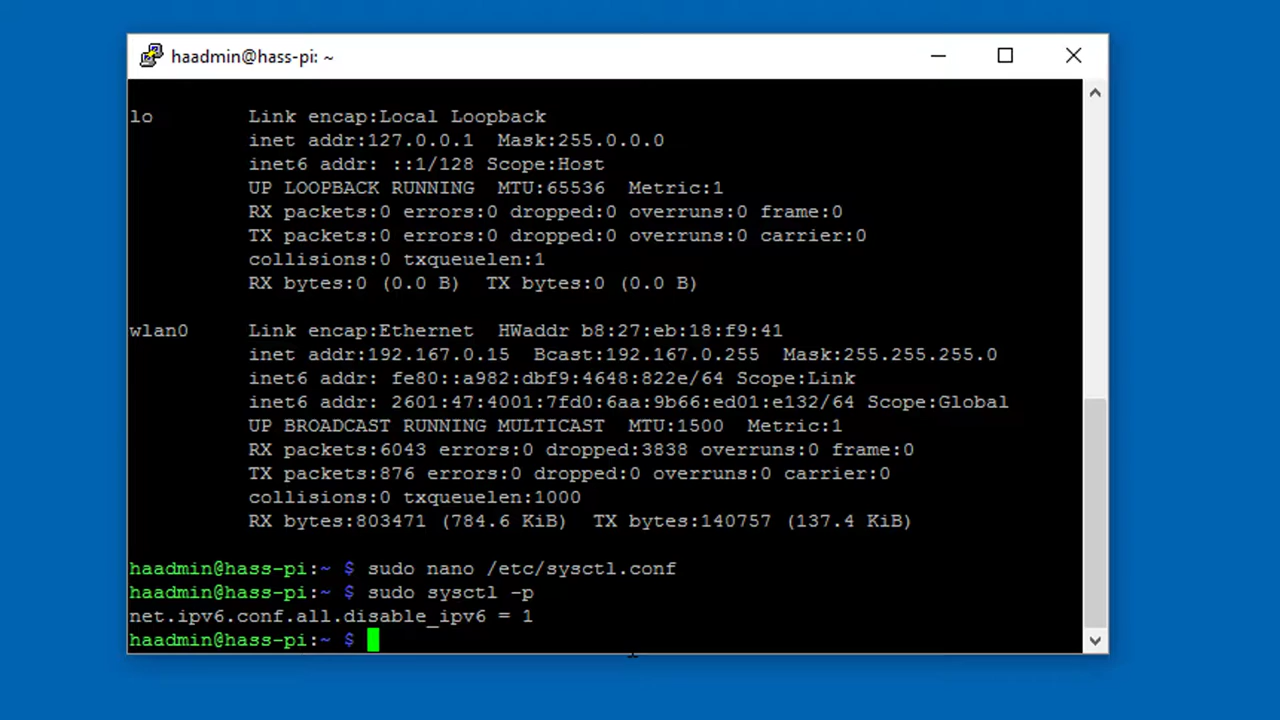 haadmin@hass-pi: ~
lo Link encap:Local Loopback
inet addr:127.0.0.1 Mask:255.0.0.0
inet6 addr: ::1/128 Scope:Host
UP LOOPBACK RUNNING MTU:65536 Metric:1
RX packets:0 errors:0 dropped:0 overruns:0 frame:0
TX packets:0 errors:0 dropped:0 overruns:0 carrier:0
collisions:0 txqueuelen:1
RX bytes:0 (0.0 B) TX bytes:0 (0.0 B)
wlan0 Link encap:Ethernet HWaddr b8:27:eb:18:f9:41
inet addr:192.167.0.15 Bcast:192.167.0.255 Mask:255.255.255.0
inet6 addr: fe80::a982:dbf9:4648:822e/64 Scope:Link
inet6 addr: 2601:47:4001:7fd0:6aa:9b66:ed01:e132/64 Scope:Global
UP BROADCAST RUNNING MULTICAST MTU:1500 Metric:1
RX packets:6043 errors:0 dropped:3838 overruns:0 frame:0
TX packets:876 errors:0 dropped:0 overruns:0 carrier:0
collisions:0 txqueuelen:1000
RX bytes:803471 (784.6 KiB) TX bytes:140757 (137.4 KiB)
haadmin@hass-pi:~ $ sudo nano /etc/sysctl.conf
haadmin@hass-pi:~ $ sudo sysctl -p
net.ipv6.conf.all.disable_ipv6 = 1
haadmin@hass-pi:~ $